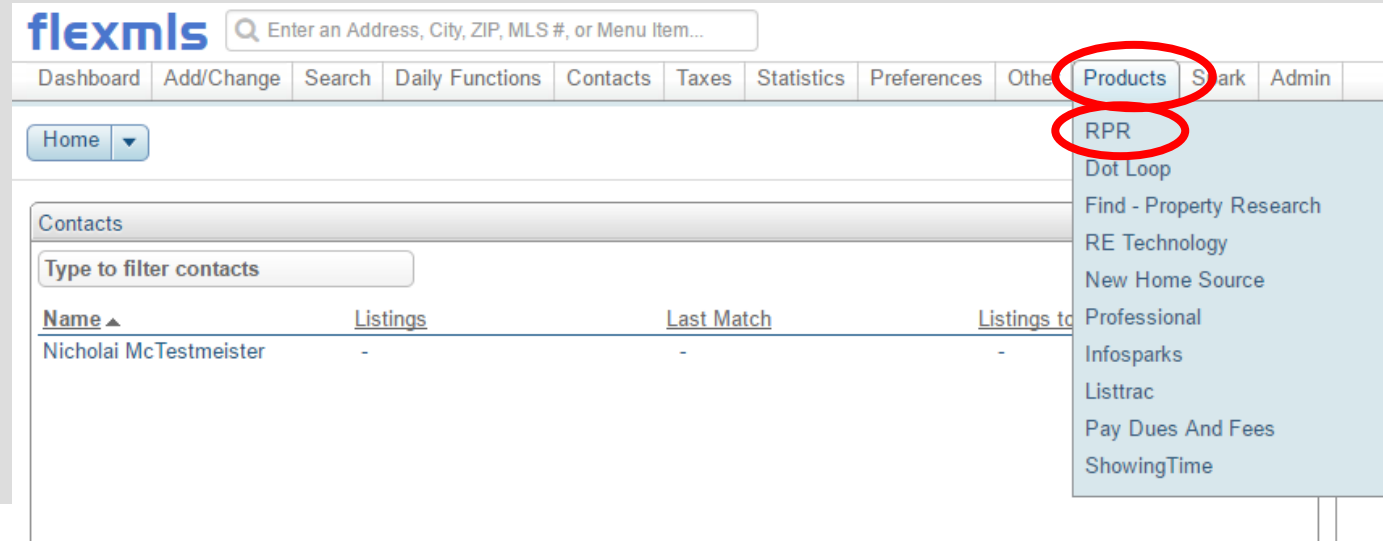 flexmls
Enter an Address, City, ZIP, MLS #, or Menu Item...
Dashboard Add/Change Search Daily Functions Contacts Taxes Statistics Preferences Othe Products Spark Admin
Home
RPR
Dot Loop
Find - Property Research
RE Technology
New Home Source
Professional
Infosparks
Listtrac
Pay Dues And Fees
ShowingTime
Contacts
Type to filter contacts
Name Listings Last Match Listings to
Nicholai McTestmeister - - -